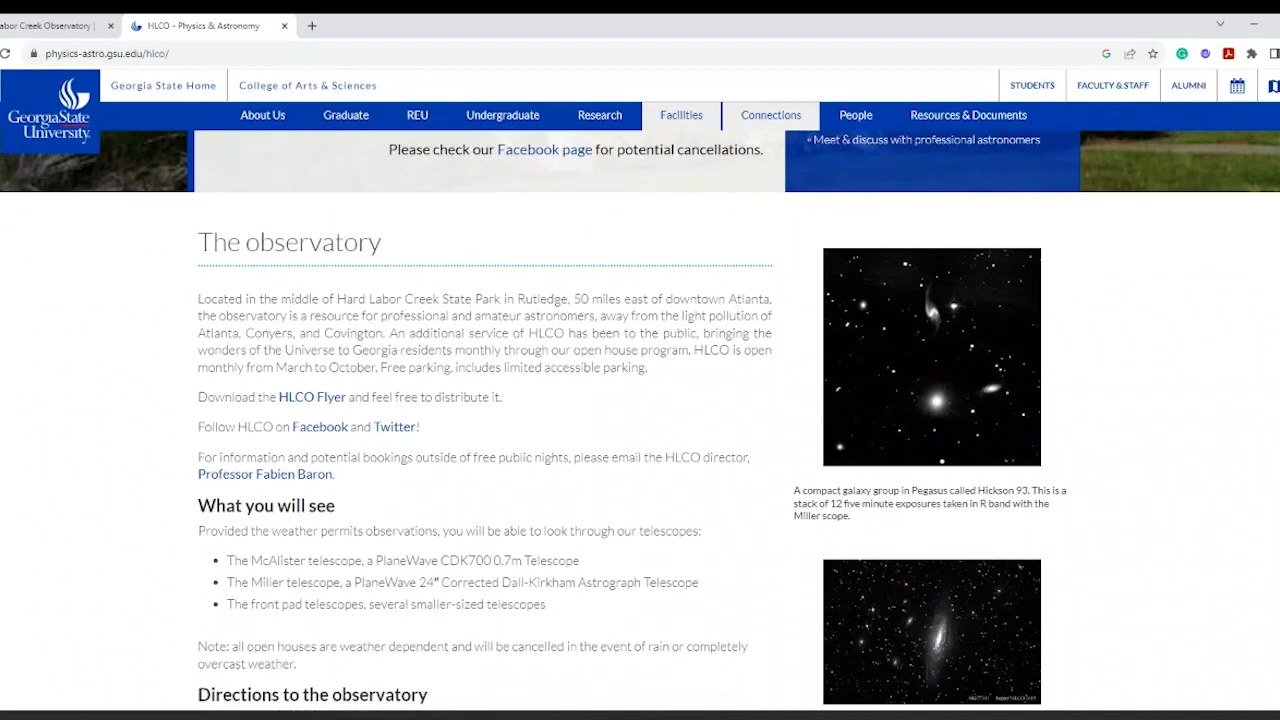 abor Creek Observatory |
HLCO - Physics & Astronomy
physics-astro.gsu.edu/hlco/
Georgia State Home
College of Arts & Sciences
STUDENTS
FACULTY & STAFF
ALUMNI
GeorgiaState
University.
About Us
Graduate
REU
Undergraduate
Research
Facilities
Connections
People
Resources & Documents
Please check our Facebook page for potential cancellations.
• Meet & discuss with professional astronomers
The observatory
Located in the middle of Hard Labor Creek State Park in Rutledge, 50 miles east of downtown Atlanta,
the observatory is a resource for professional and amateur astronomers, away from the light pollution of
Atlanta, Conyers, and Covington. An additional service of HLCO has been to the public, bringing the
wonders of the Universe to Georgia residents monthly through our open house program. HLCO is open
monthly from March to October. Free parking, includes limited accessible parking.
Download the HLCO Flyer and feel free to distribute it.
Follow HLCO on Facebook and Twitter!
For information and potential bookings outside of free public nights, please email the HLCO director,
Professor Fabien Baron.
What you will see
Provided the weather permits observations, you will be able to look through our telescopes:
• The McAlister telescope, a PlaneWave CDK700 0.7m Telescope
• The Miller telescope, a PlaneWave 24″ Corrected Dall-Kirkham Astrograph Telescope
• The front pad telescopes, several smaller-sized telescopes
Note: all open houses are weather dependent and will be cancelled in the event of rain or completely
overcast weather.
Directions to the observatory
A compact galaxy group in Pegasus called Hickson 93. This is a
stack of 12 five minute exposures taken in R band with the
MIller scope.